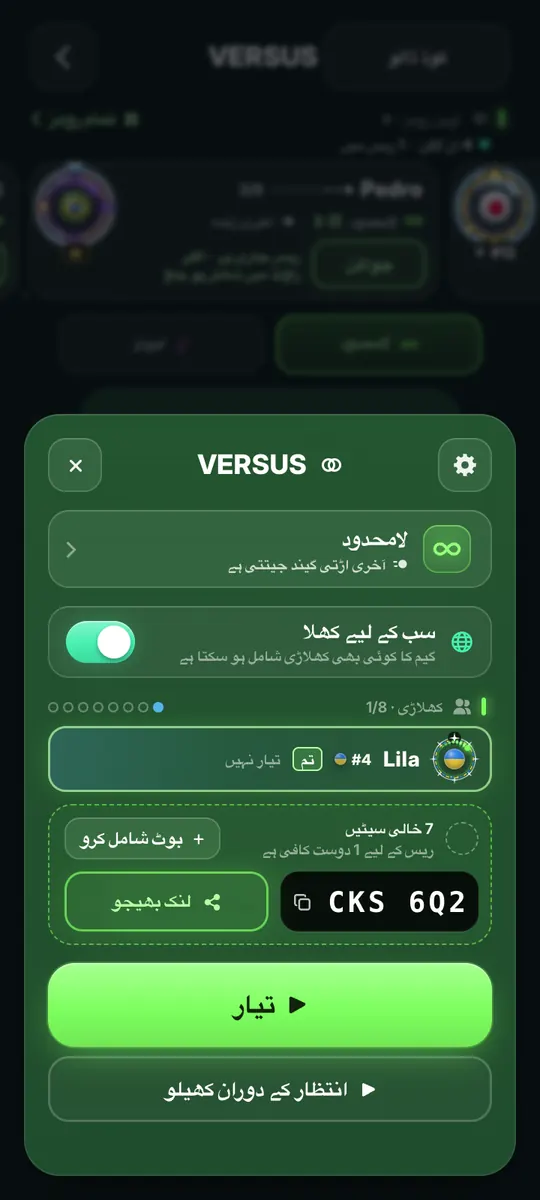 VERSUS
Pedro
VERSUS
لامحدود
آخری اڑتی گیند جیتتی ہے
سب کے لیے کھلا
گیم کا کوئی بھی کھلاڑی شامل ہو سکتا ہے
کھلاڑی · 1/8
Lila #4 تم تیار نہیں
7 خالی سیٹیں
ریس کے لیے 1 دوست کافی ہے
+ بوٹ شامل کرو
CKS 6Q2
لنک بھیجو
تیار
انتظار کے دوران کھیلو